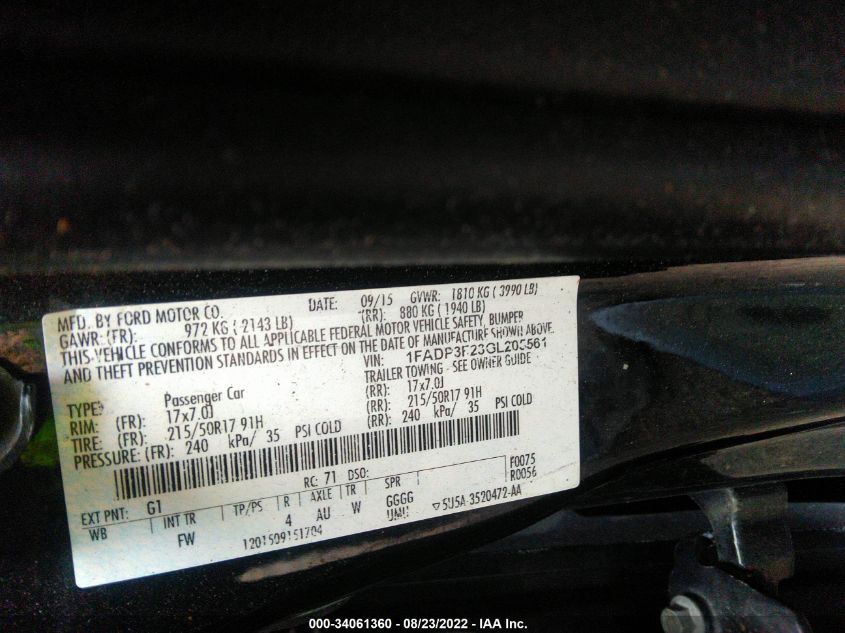 MFD. BY FORD MOTOR CO. DATE: 09/15 GVWR: 1810 KG ( 3990 LB)
GAWR: (FR): 972 KG ( 2143 LB) (RR): 880 KG ( 1940 LB)
THIS VEHICLE CONFORMS TO ALL APPLICABLE FEDERAL MOTOR VEHICLE SAFETY, BUMPER
AND THEFT PREVENTION STANDARDS IN EFFECT ON THE DATE OF MANUFACTURE SHOWN ABOVE.
VIN: 1FADP3F23GL205561
TYPE: Passenger Car TRAILER TOWING - SEE OWNER GUIDE
RIM: (FR): 17x7.0J (RR): 17x7.0J
TIRE: (FR): 215/50R17 91H (RR): 215/50R17 91H
PRESSURE: (FR): 240 kPa/ 35 PSI COLD (RR): 240 kPa/ 35 PSI COLD
EXT PNT: G1 RC: 71 DSO: F0075
R0056
WB INT TR TP/PS R AXLE TR SPR
FW 4 AU W GGGG
UMU 5U5A-3520472-AA
1201509151704
000-34061360 - 08/23/2022 - IAA Inc.